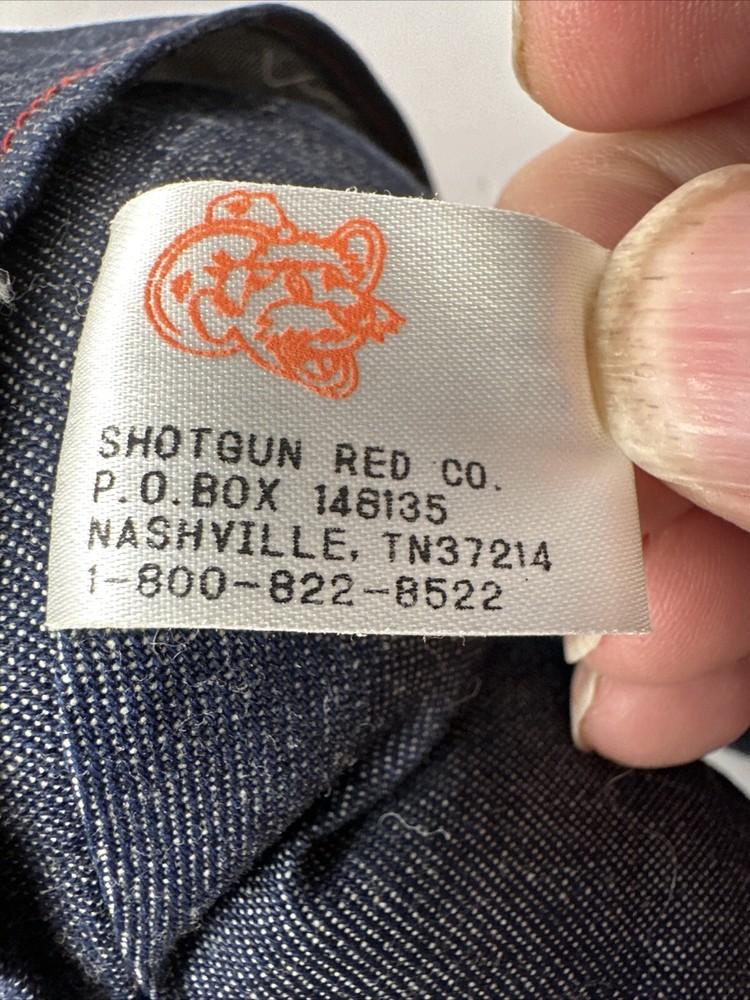 SHOTGUN RED CO.
P.O.BOX 148135
NASHVILLE, TN37214
1-800-822-8522